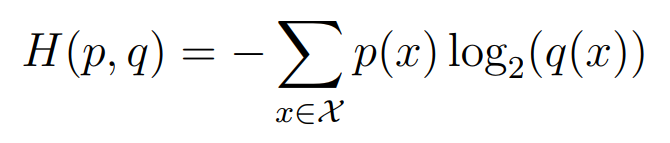 H(p, q) = − ∑ p(x) log₂(q(x))
x∈𝒳